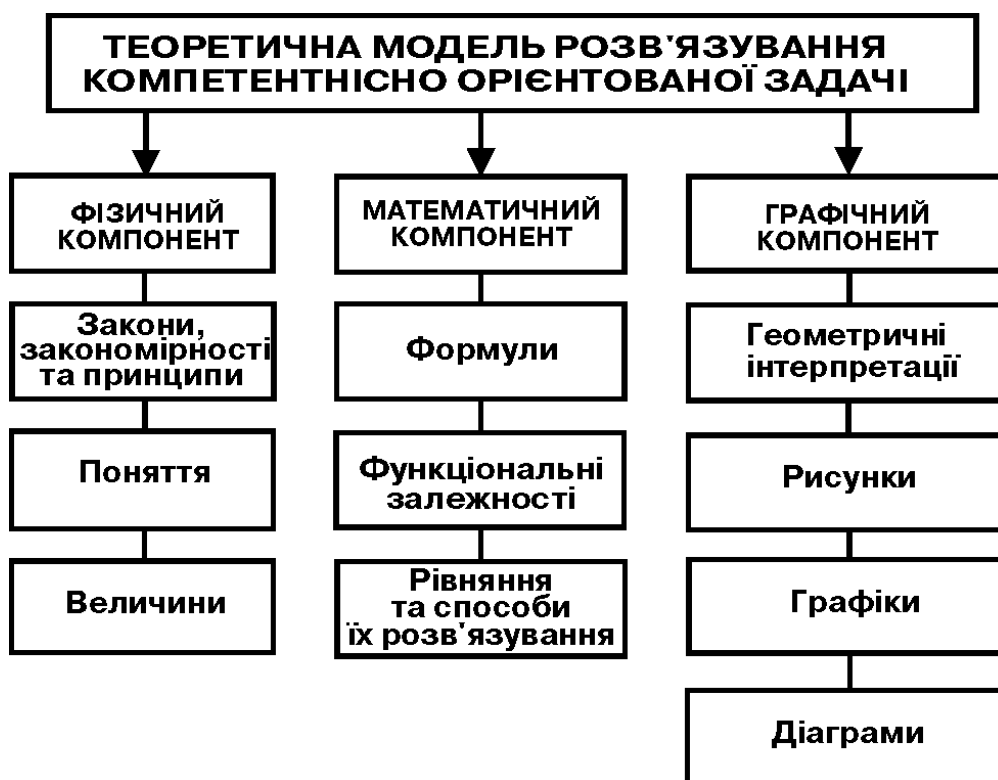 ТЕОРЕТИЧНА МОДЕЛЬ РОЗВ'ЯЗУВАННЯ
КОМПЕТЕНТНІСНО ОРІЄНТОВАНОЇ ЗАДАЧІ
ФІЗИЧНИЙ
КОМПОНЕНТ
Закони,
закономірності
та принципи
Поняття
Величини
МАТЕМАТИЧНИЙ
КОМПОНЕНТ
Формули
Функціональні
залежності
Рівняння
та способи
їх розв'язування
ГРАФІЧНИЙ
КОМПОНЕНТ
Геометричні
інтерпретації
Рисунки
Графіки
Діаграми